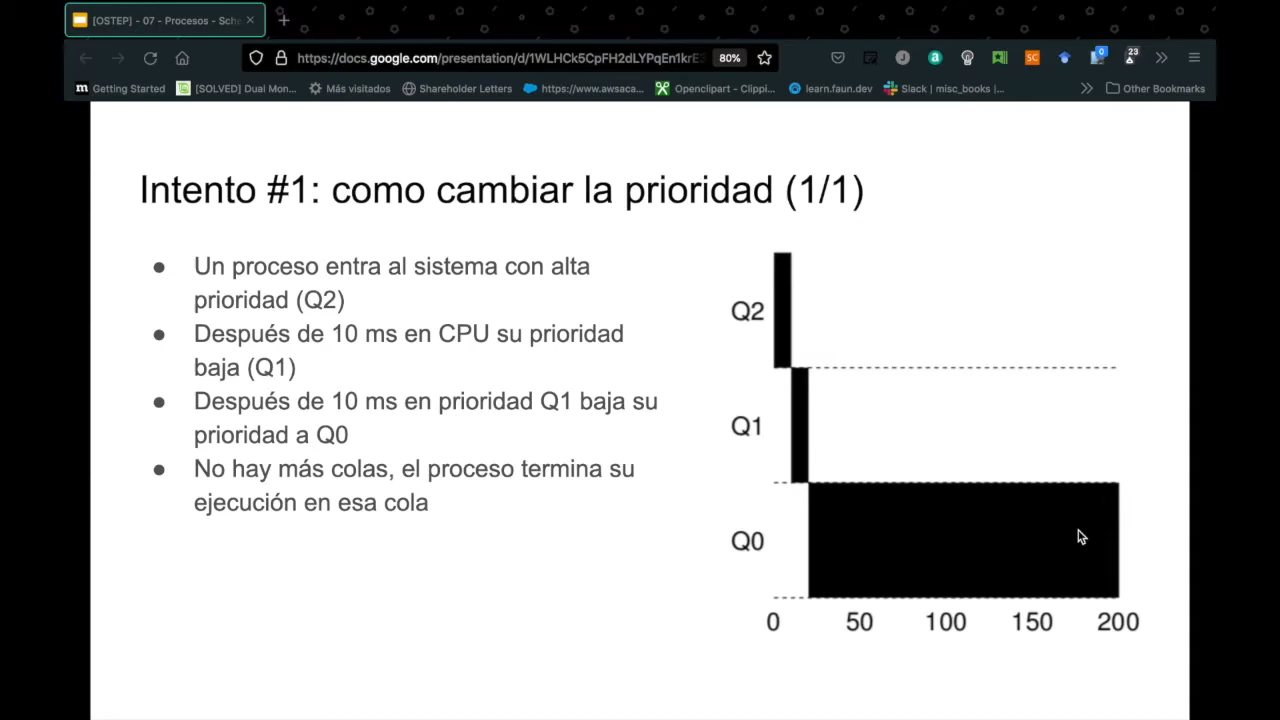 [OSTEP] - 07 - Procesos - Sche
https://docs.google.com/presentation/d/1WLHCk5CpFH2dLYPqEn1krE
80%
0
23
Getting Started
[SOLVED] Dual Mon...
Más visitados
Shareholder Letters
https://www.awsaca...
Openclipart - Clippi...
learn.faun.dev
Slack | misc_books |...
Other Bookmarks
Intento #1: como cambiar la prioridad (1/1)
● Un proceso entra al sistema con alta
prioridad (Q2)
● Después de 10 ms en CPU su prioridad
baja (Q1)
● Después de 10 ms en prioridad Q1 baja su
prioridad a Q0
● No hay más colas, el proceso termina su
ejecución en esa cola
Q2
Q1
Q0
0 50 100 150 200